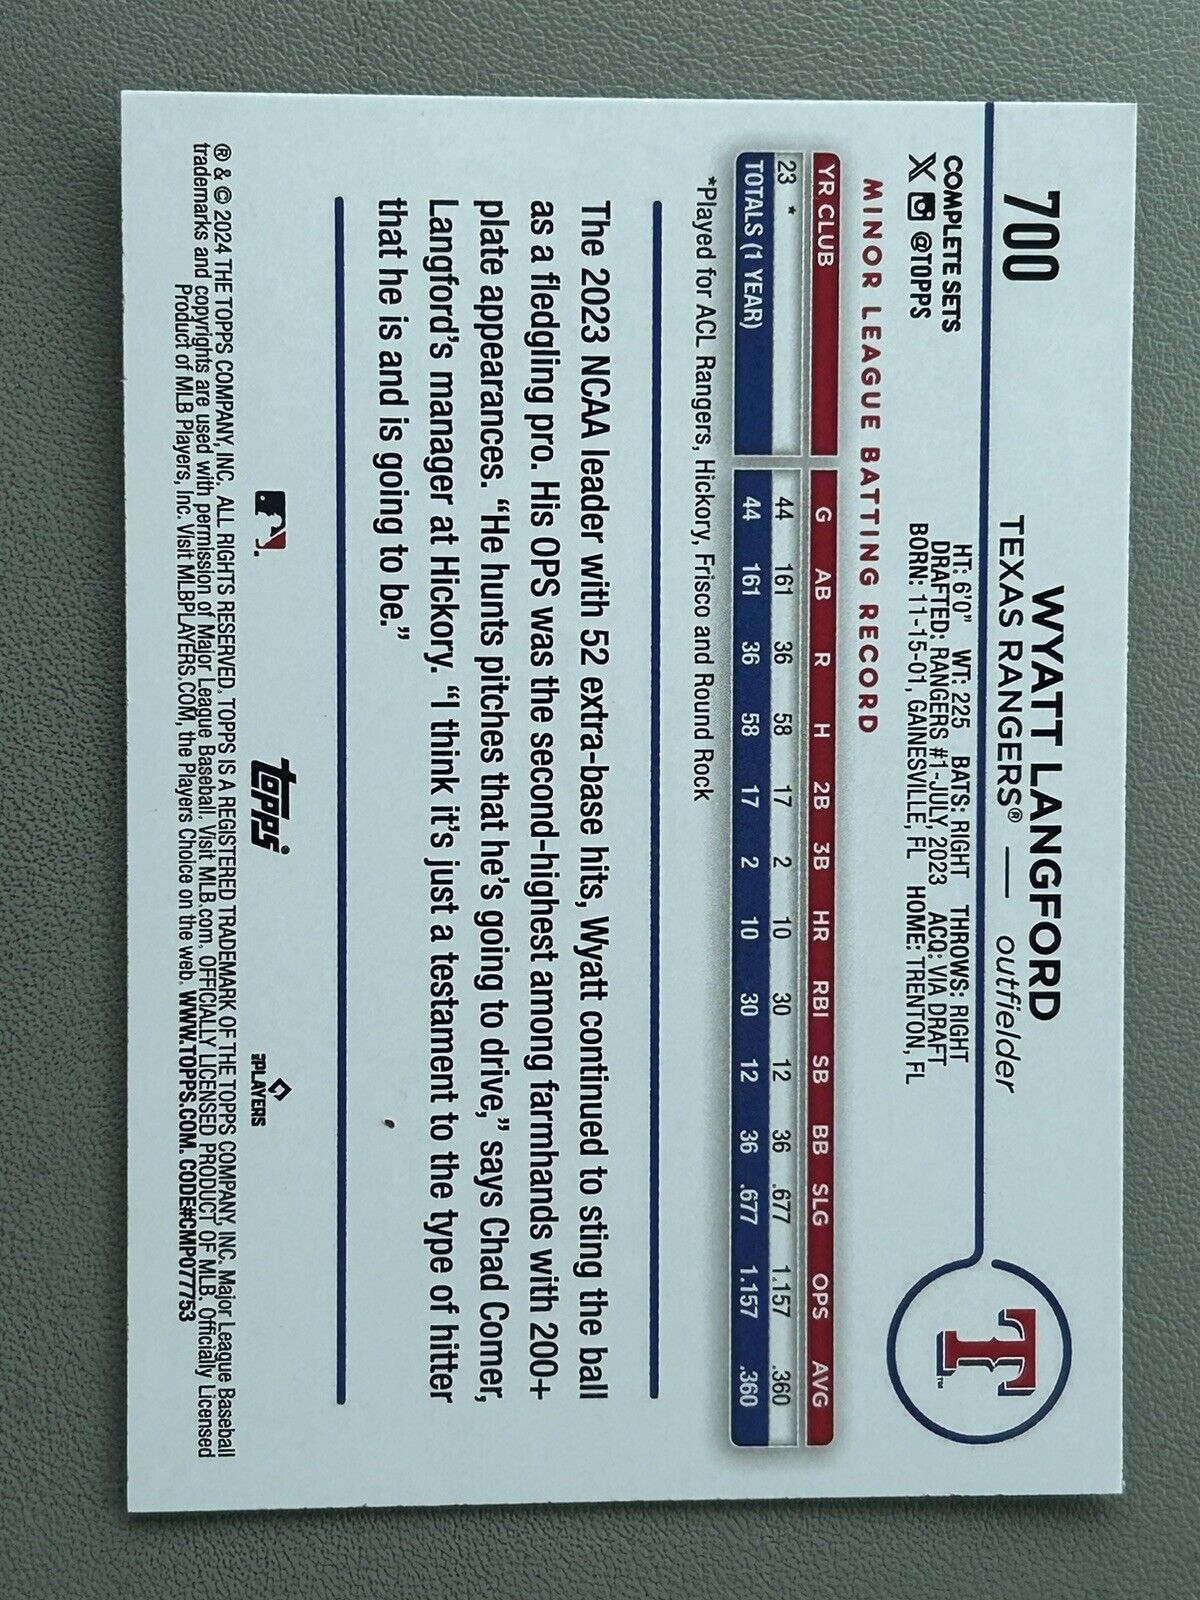 700
WYATT LANGFORD
TEXAS RANGERS® — outfielder
T
™
COMPLETE SETS
X @TOPPS
HT: 6'0" WT: 225 BATS: RIGHT THROWS: RIGHT
DRAFTED: RANGERS #1-JULY, 2023 ACQ: VIA DRAFT
BORN: 11-15-01, GAINESVILLE, FL HOME: TRENTON, FL
MINOR LEAGUE BATTING RECORD
YR CLUB G AB R H 2B 3B HR RBI SB BB SLG OPS AVG
23 * 44 161 36 58 17 2 10 30 12 36 .677 1.157 .360
TOTALS (1 YEAR) 44 161 36 58 17 2 10 30 12 36 .677 1.157 .360
*Played for ACL Rangers, Hickory, Frisco and Round Rock
The 2023 NCAA leader with 52 extra-base hits, Wyatt continued to sting the ball
as a fledgling pro. His OPS was the second-highest among farmhands with 200+
plate appearances. “He hunts pitches that he’s going to drive,” says Chad Comer,
Langford’s manager at Hickory. “I think it’s just a testament to the type of hitter
that he is and is going to be.”
topps
PLAYERS
® & © 2024 THE TOPPS COMPANY, INC. ALL RIGHTS RESERVED. TOPPS IS A REGISTERED TRADEMARK OF THE TOPPS COMPANY, INC. Major League Baseball
trademarks and copyrights are used with permission of Major League Baseball. Visit MLB.com. OFFICIALLY LICENSED PRODUCT OF MLB. Officially Licensed
Product of MLB Players, Inc. Visit MLBPLAYERS.COM, the Players Choice on the web. WWW.TOPPS.COM. CODE#CMP077753